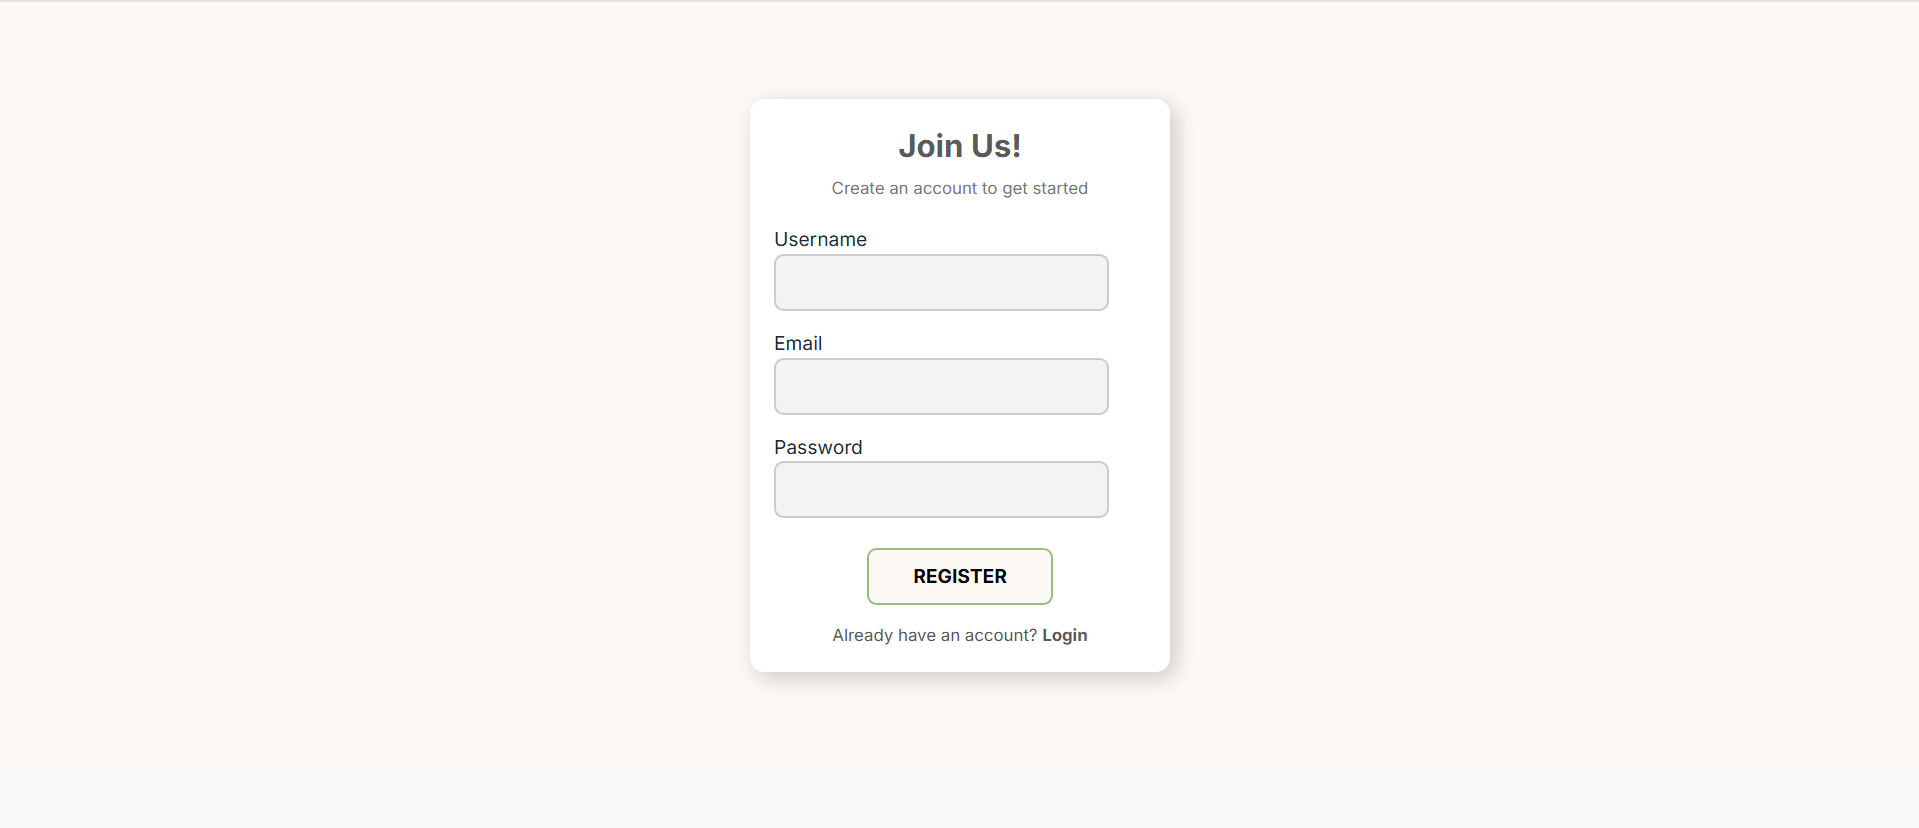 Join Us!
Create an account to get started
Username
Email
Password
REGISTER
Already have an account? Login